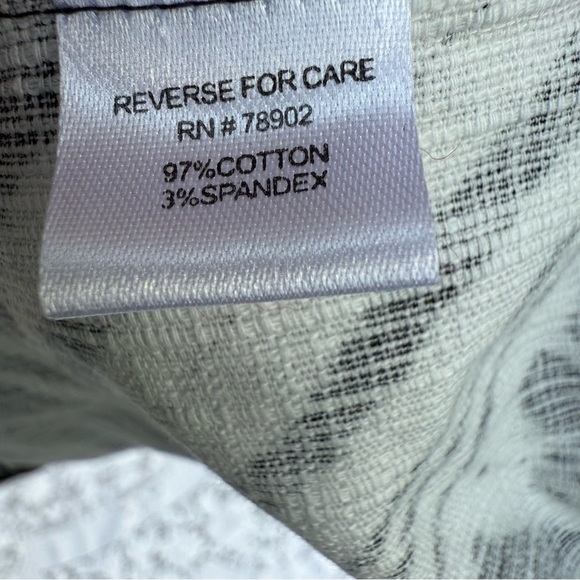 REVERSE FOR CARE
RN # 78902
97%COTTON
3%SPANDEX